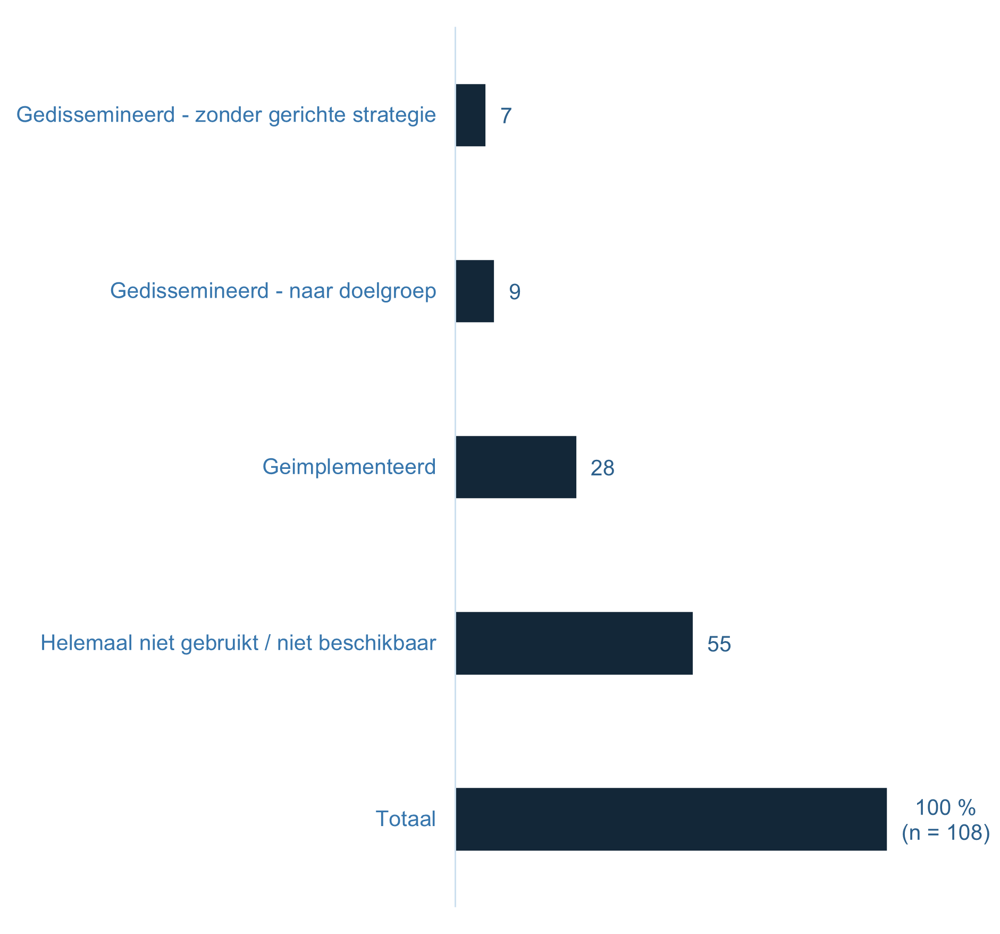 Gedissemineerd - zonder gerichte strategie 7
Gedissemineerd - naar doelgroep 9
Geimplementeerd 28
Helemaal niet gebruikt / niet beschikbaar 55
Totaal 100 %
(n = 108)